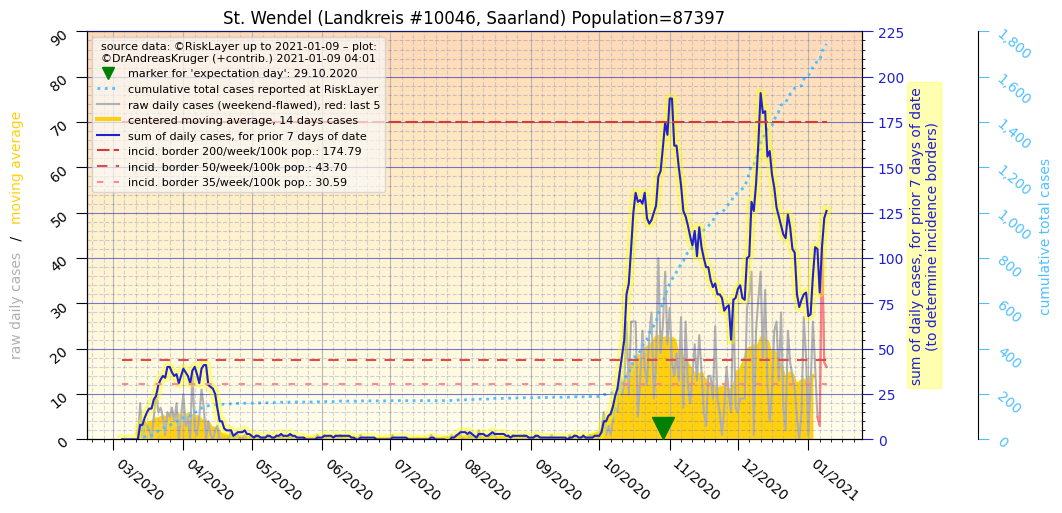 St. Wendel (Landkreis #10046, Saarland) Population=87397
source data: ©RiskLayer up to 2021-01-09 – plot:
©DrAndreasKruger (+contrib.) 2021-01-09 04:01
marker for 'expectation day': 29.10.2020
cumulative total cases reported at RiskLayer
raw daily cases (weekend-flawed), red: last 5
centered moving average, 14 days cases
sum of daily cases, for prior 7 days of date
incid. border 200/week/100k pop.: 174.79
incid. border 50/week/100k pop.: 43.70
incid. border 35/week/100k pop.: 30.59
raw daily cases / moving average
90
80
70
60
50
40
30
20
10
0
03/2020
04/2020
05/2020
06/2020
07/2020
08/2020
09/2020
10/2020
11/2020
12/2020
01/2021
225
200
175
150
125
100
75
50
25
0
sum of daily cases, for prior 7 days of date
(to determine incidence borders)
1,800
1,600
1,400
1,200
1,000
800
600
400
200
0
cumulative total cases